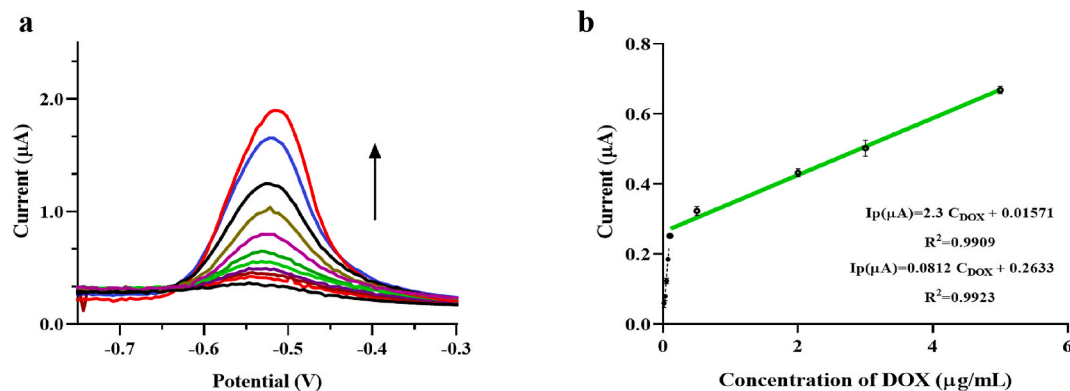 a
Current (µA)
2.0
1.0
0.0
-0.7
-0.6
-0.5
-0.4
-0.3
Potential (V)
b
Current (µA)
0.8
0.6
0.4
0.2
0.0
0
2
4
6
Ip(µA)=2.3 C_DOX + 0.01571
R²=0.9909
Ip(µA)=0.0812 C_DOX + 0.2633
R²=0.9923
Concentration of DOX (µg/mL)